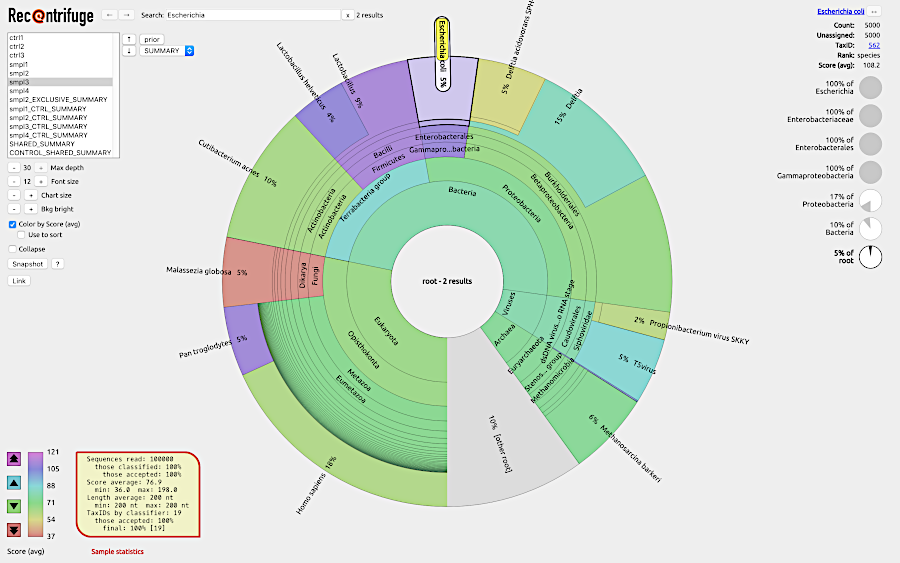 Recentrifuge
← → Search: Escherichia x 2 results
ctrl1
ctrl2
ctrl3
smpl1
smpl2
smpl3
smpl4
smpl2_EXCLUSIVE_SUMMARY
smpl1_CTRL_SUMMARY
smpl2_CTRL_SUMMARY
smpl3_CTRL_SUMMARY
smpl4_CTRL_SUMMARY
SHARED_SUMMARY
CONTROL_SHARED_SUMMARY
↑ prior
↓ SUMMARY
- 30 + Max depth
- 12 + Font size
- + Chart size
- + Bkg bright
Color by Score (avg)
Use to sort
Collapse
Snapshot ?
Link
Escherichia coli 5%
5% Delftia acidovorans SPH-
15% Delftia
Lactobacillus 9%
Lactobacillus helveticus 4%
Cutibacterium acnes 10%
Malassezia globosa 5%
Pan troglodytes 5%
Homo sapiens 18%
10% [other root]
6% Methanosarcina barkeri
5% T5virus
2% Propionibacterium virus SKKY
Enterobacterales
Gammapro...bacteria
Bacilli
Firmicutes
Terrabacteria group
Actinobacteria
Actinobacteria
Bacteria
Proteobacteria
Burkholderiales
Betaproteobacteria
Dikarya
Fungi
Eukaryota
Opisthokonta
Metazoa
Eumetazoa
root - 2 results
Viruses
dsDNA virus...o RNA stage
Caudovirales
Siphoviridae
Archaea
Euryarchaeota
Stenos... group
Methanomicrobia
Escherichia coli ↔
Count: 5000
Unassigned: 5000
TaxID: 562
Rank: species
Score (avg): 108.2
100% of
Escherichia
100% of
Enterobacteriaceae
100% of
Enterobacterales
100% of
Gammaproteobacteria
17% of
Proteobacteria
10% of
Bacteria
5% of
root
121
105
88
71
54
37
Score (avg)
Sequences read: 100000
those classified: 100%
those accepted: 100%
Score average: 76.9
min: 36.0 max: 198.0
Length average: 200 nt
min: 200 nt max: 200 nt
TaxIDs by classifier: 19
those accepted: 100%
final: 100% [19]
Sample statistics